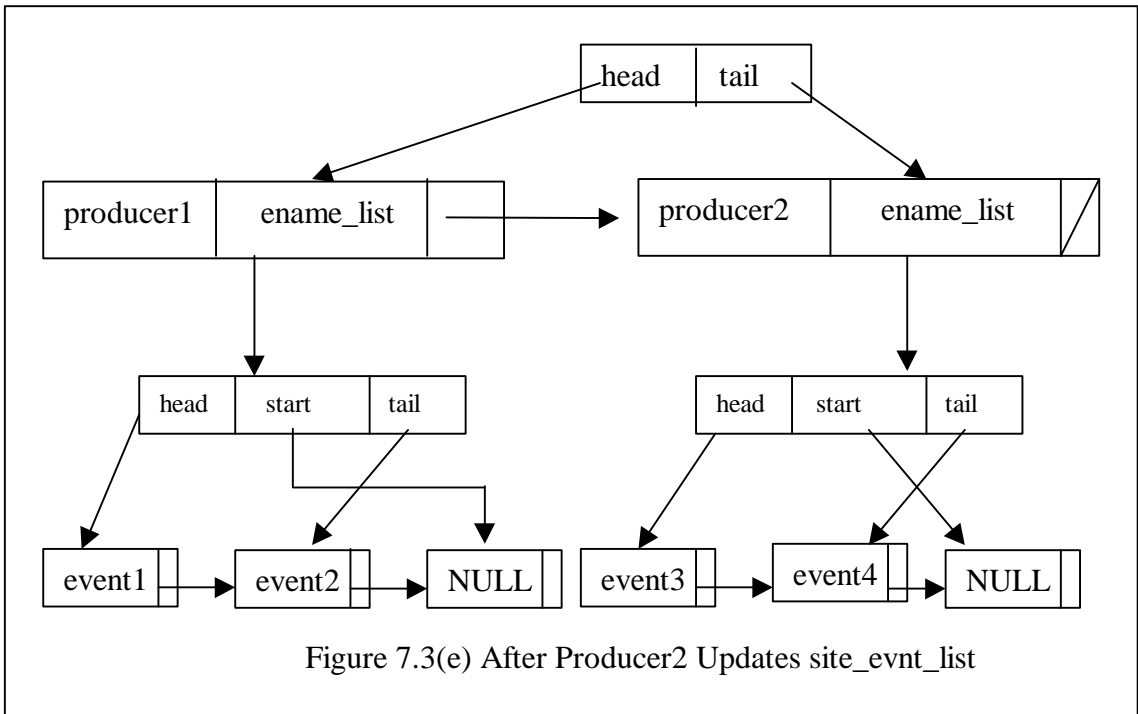 head tail
producer1 ename_list producer2 ename_list
head start tail head start tail
event1 event2 NULL event3 event4 NULL
Figure 7.3(e) After Producer2 Updates site_evnt_list